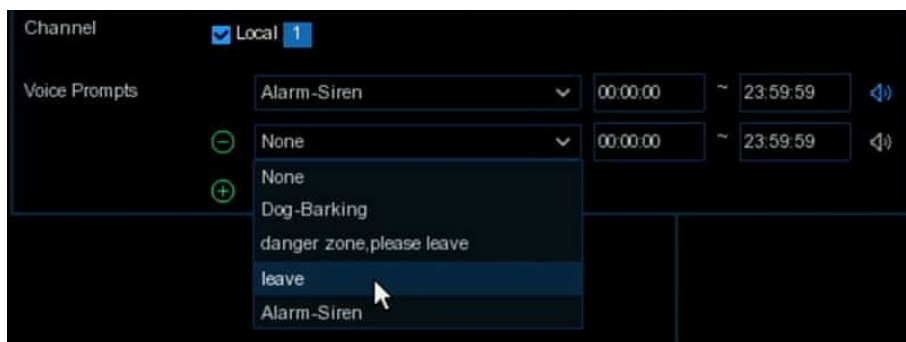 Channel Local 1
Voice Prompts Alarm-Siren 00:00:00 ~ 23:59:59
None 00:00:00 ~ 23:59:59
None
Dog-Barking
danger zone,please leave
leave
Alarm-Siren